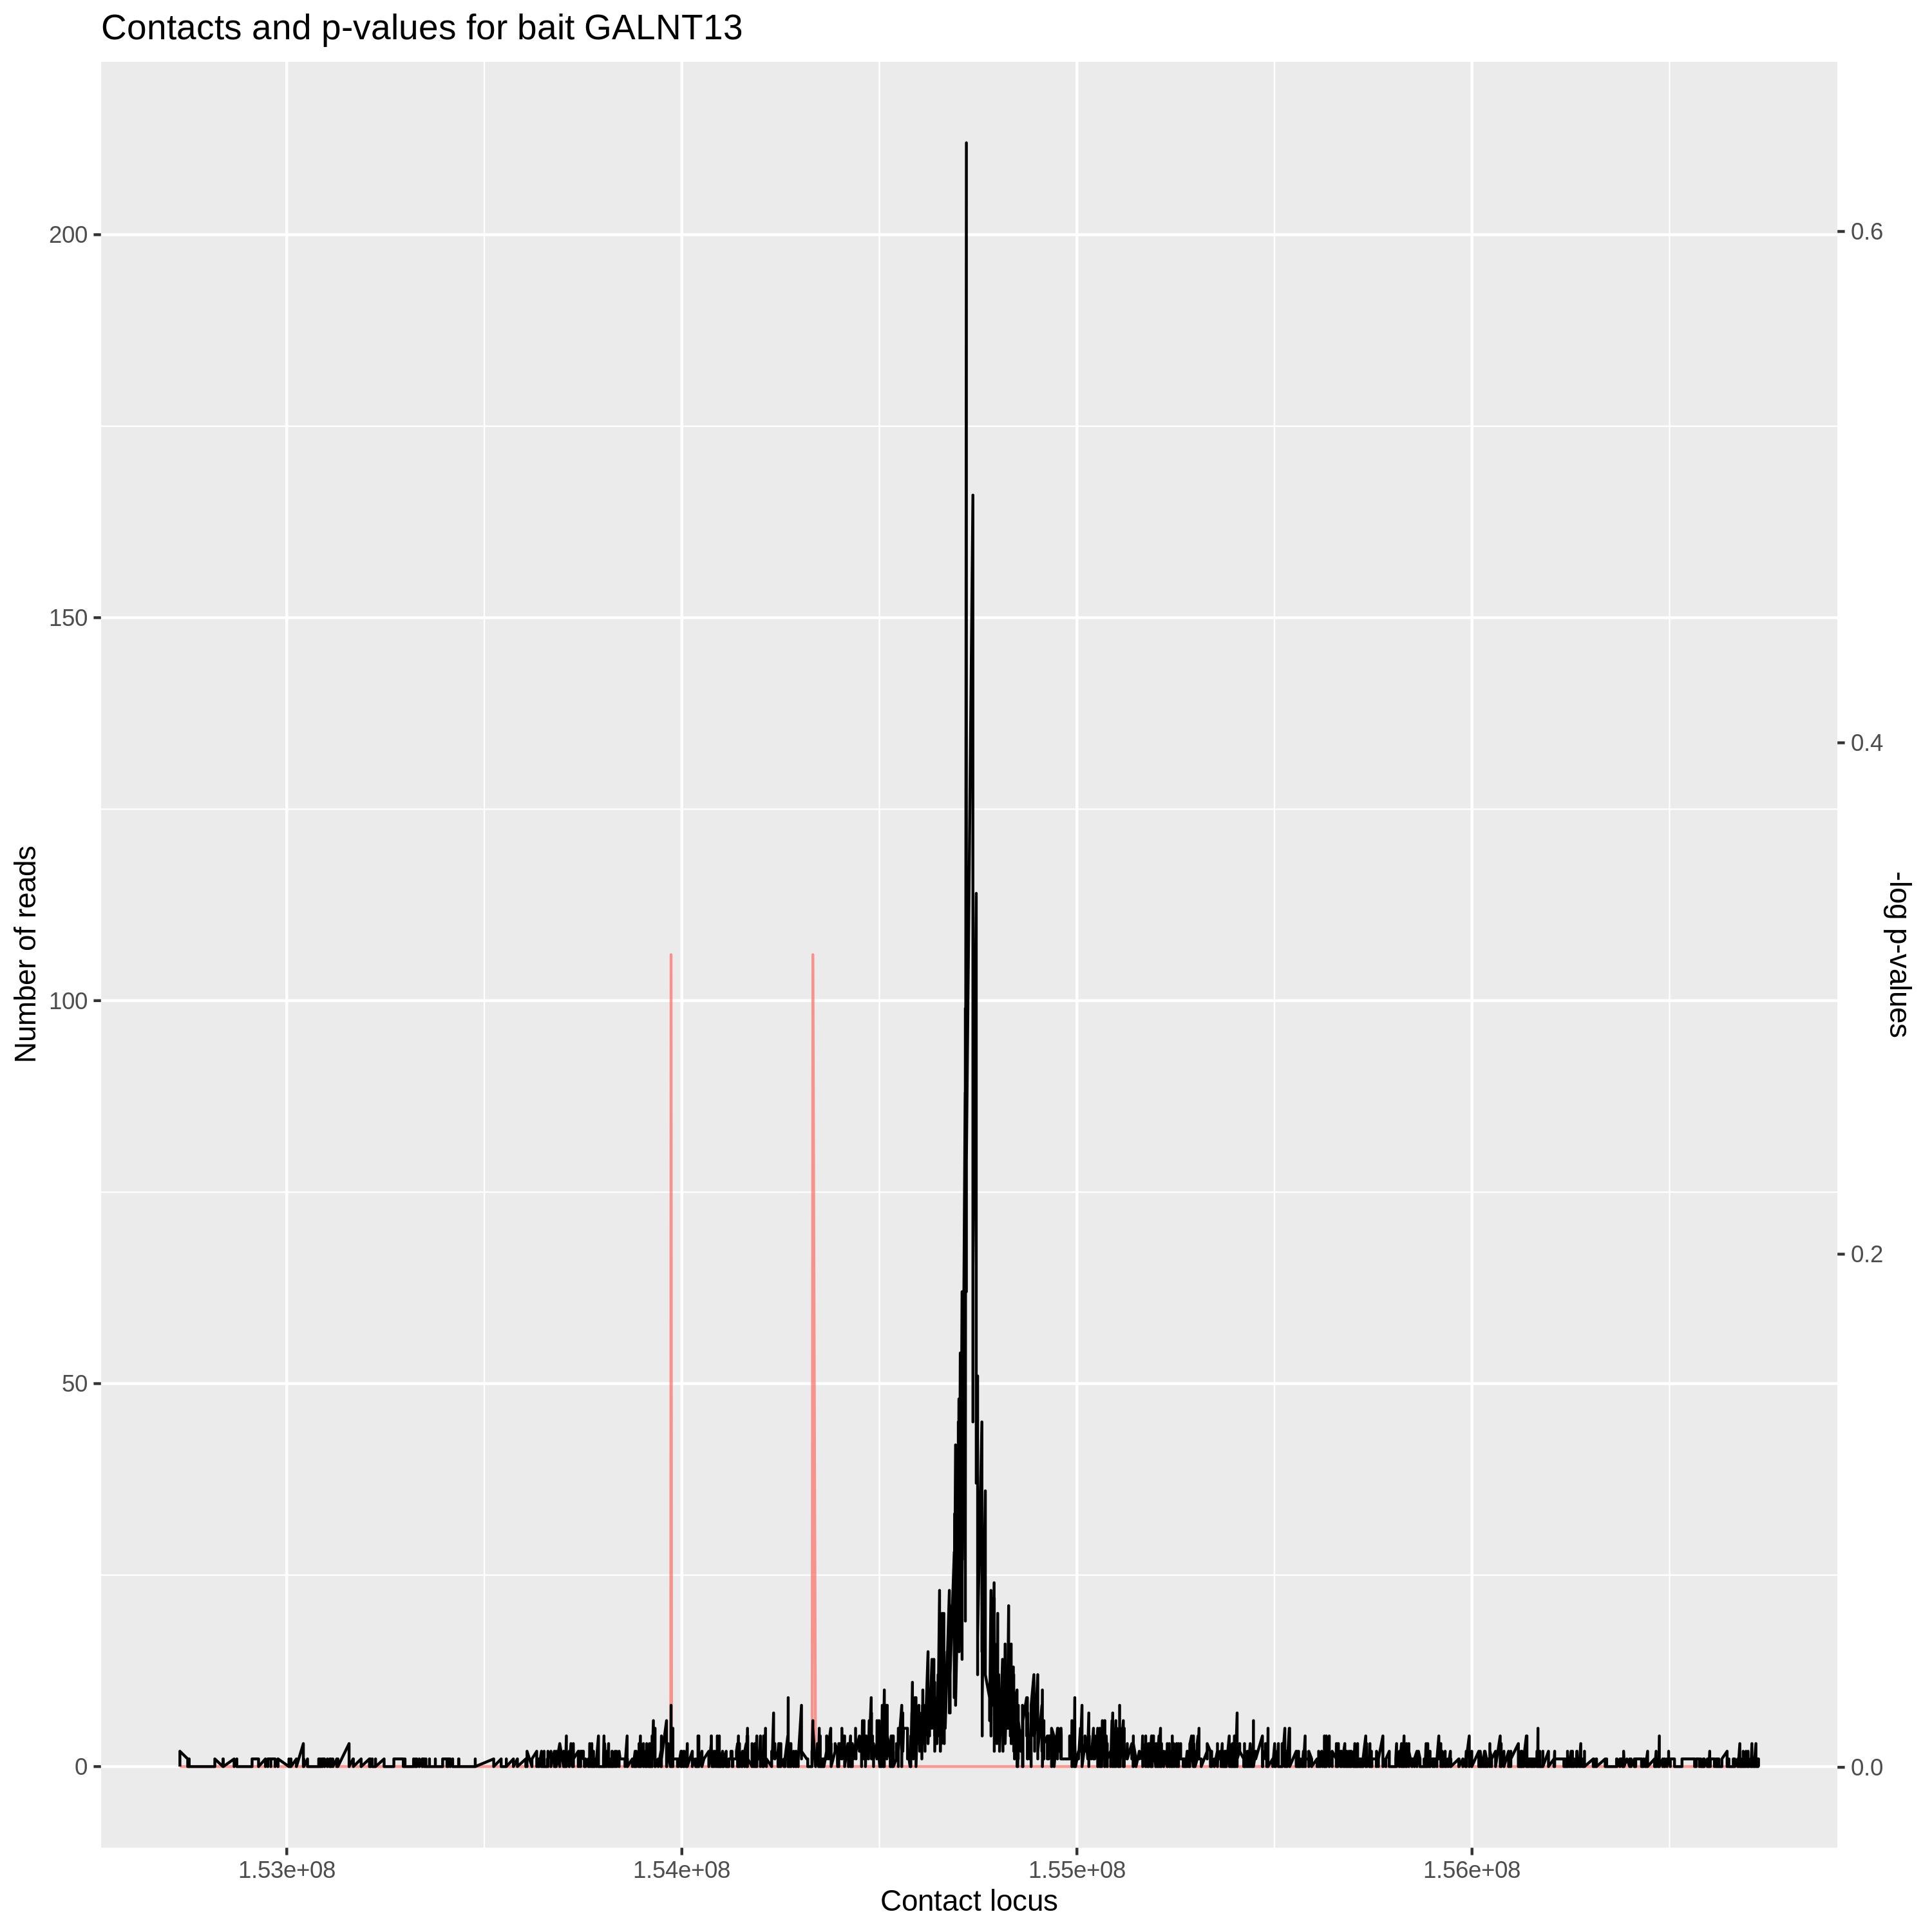 Contacts and p-values for bait GALNT13
200
150
100
50
0
Number of reads
0.6
0.4
0.2
0.0
-log p-values
1.53e+08
1.54e+08
1.55e+08
1.56e+08
Contact locus